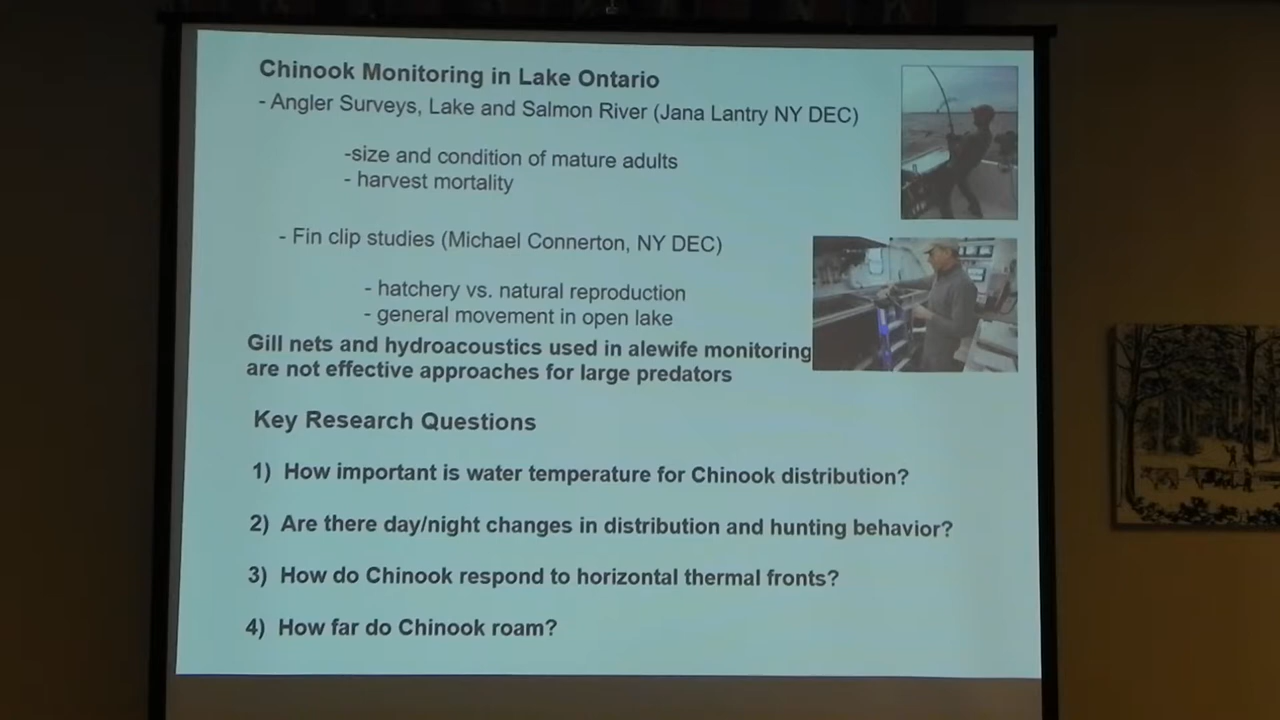 Chinook Monitoring in Lake Ontario
- Angler Surveys, Lake and Salmon River (Jana Lantry NY DEC)
-size and condition of mature adults
- harvest mortality
- Fin clip studies (Michael Connerton, NY DEC)
- hatchery vs. natural reproduction
- general movement in open lake
Gill nets and hydroacoustics used in alewife monitoring
are not effective approaches for large predators
Key Research Questions
1) How important is water temperature for Chinook distribution?
2) Are there day/night changes in distribution and hunting behavior?
3) How do Chinook respond to horizontal thermal fronts?
4) How far do Chinook roam?